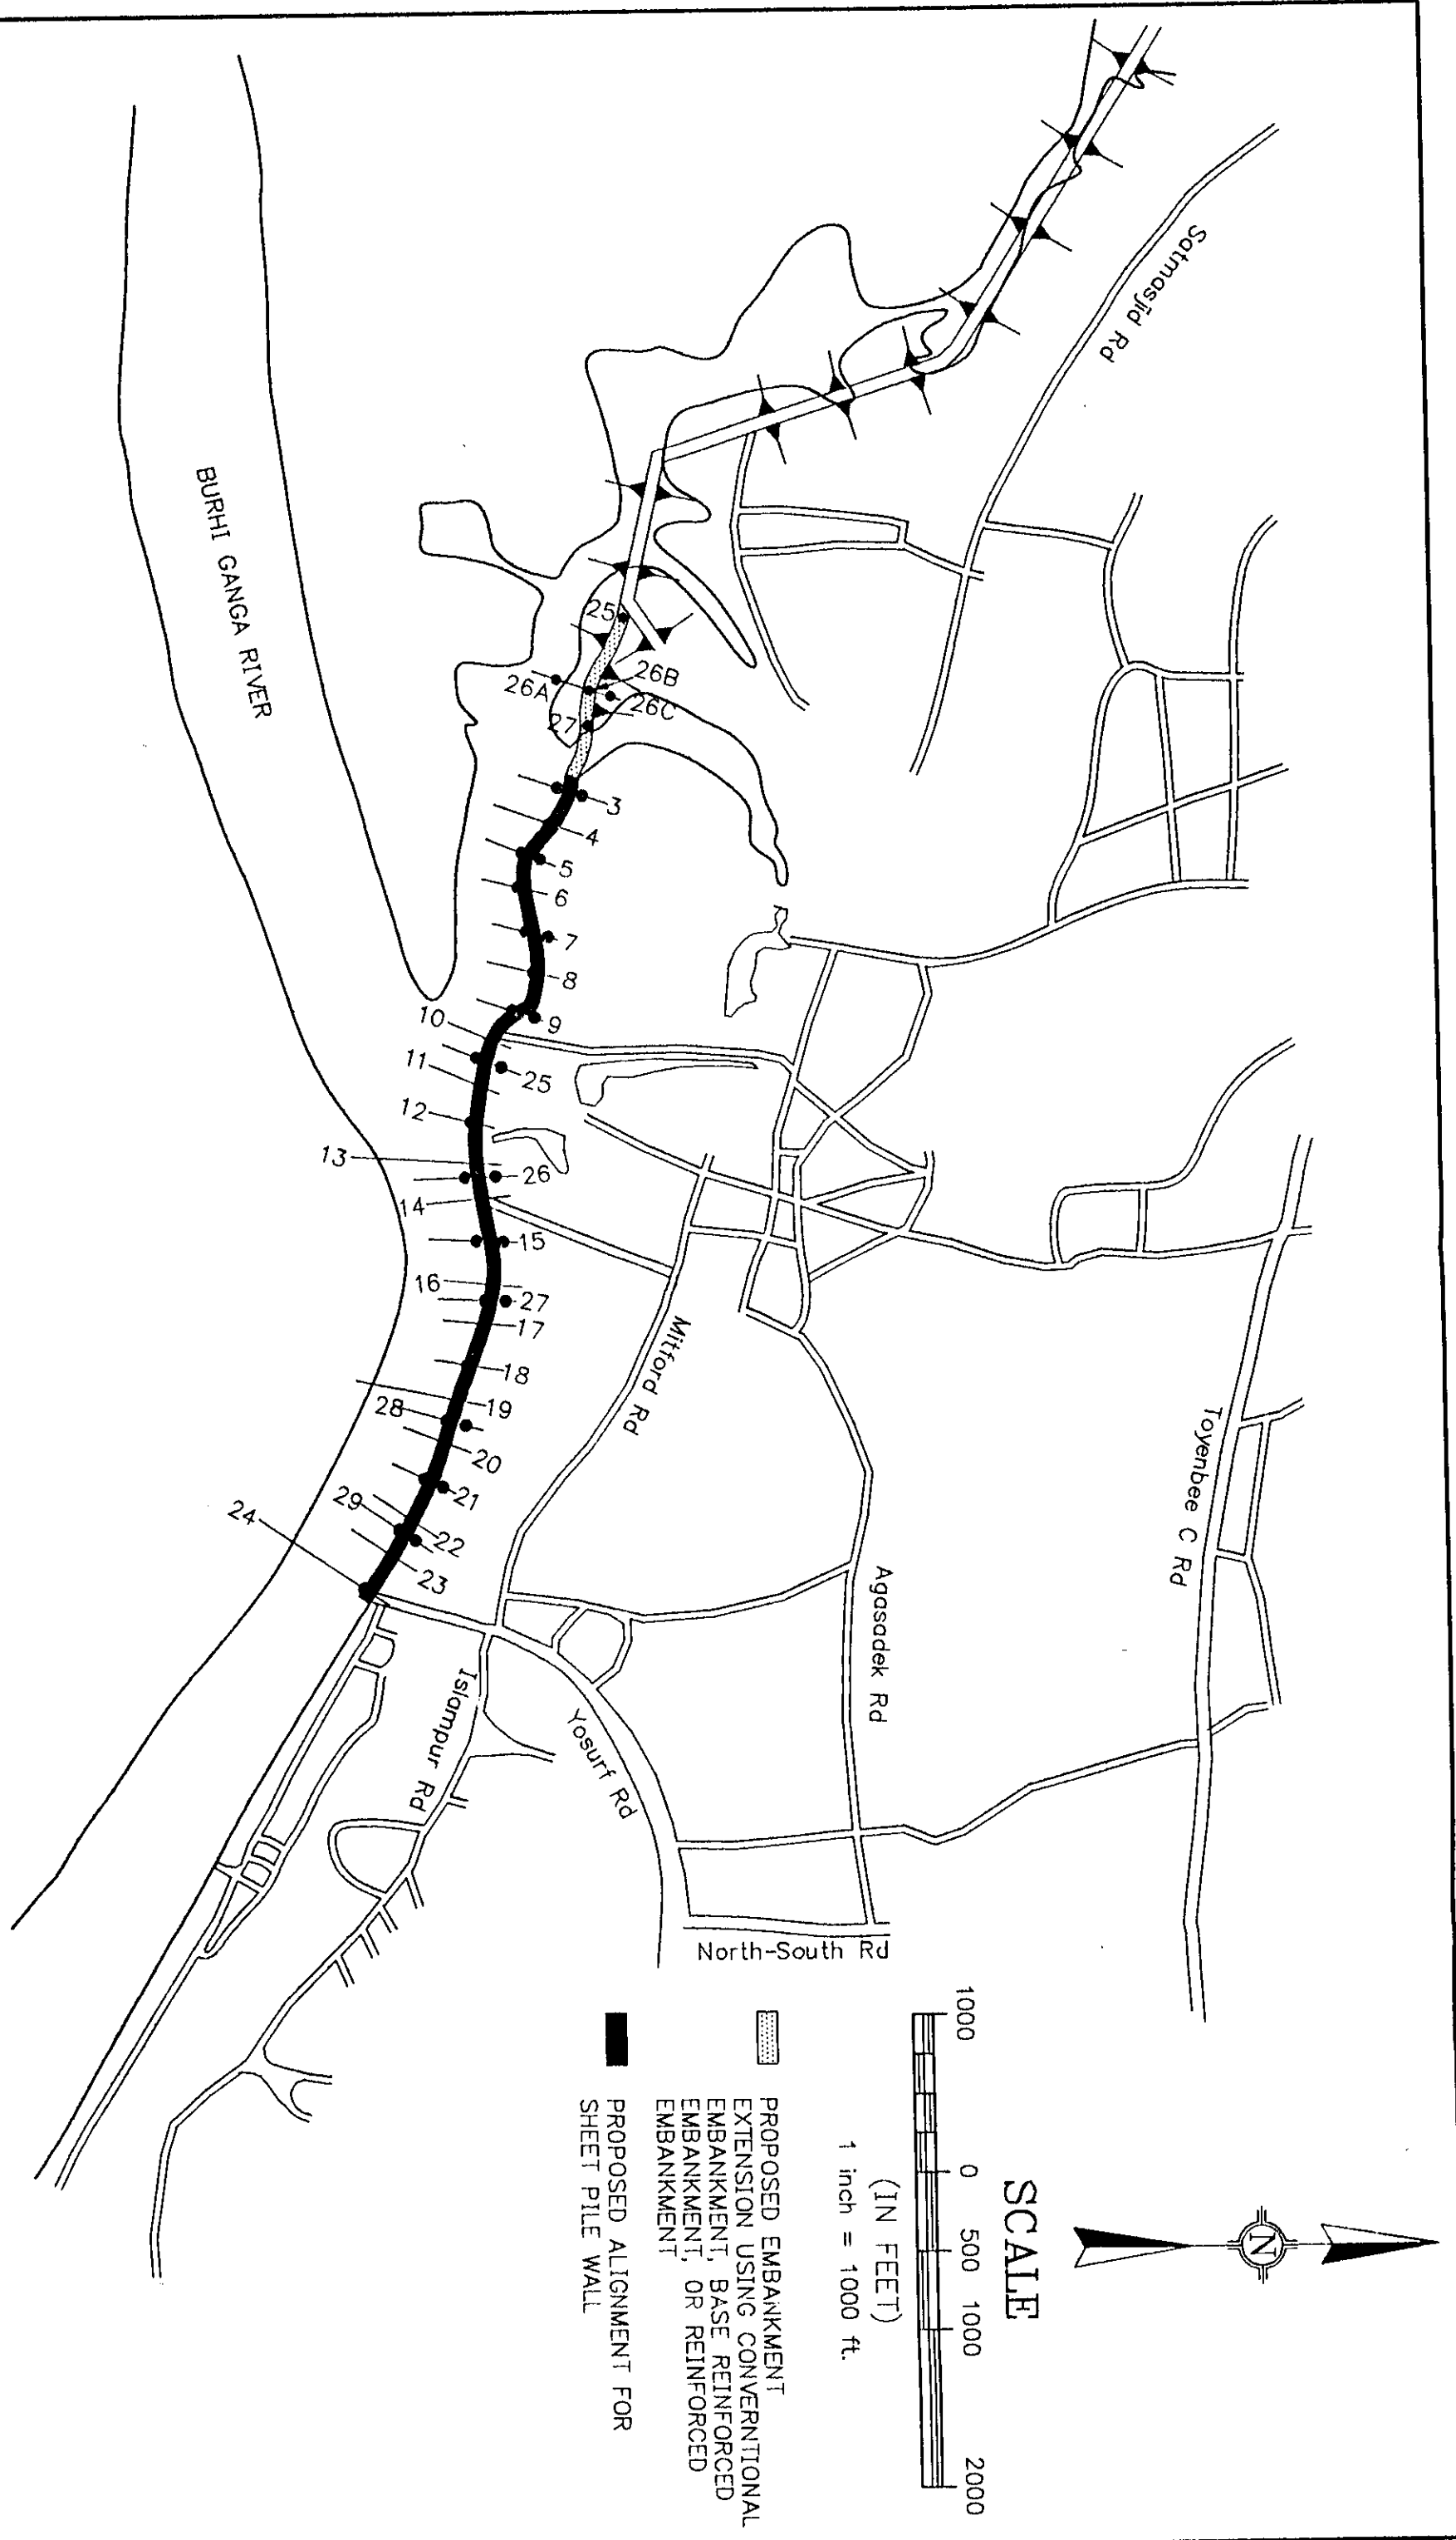 Satmasjid Rd
BURHI GANGA RIVER
25
26A
26B
26C
27
3
4
5
6
7
8
9
10
11
25
12
13
26
14
15
16
27
17
18
19
28
20
21
29
22
23
24
Mitford Rd
Toyenbee C Rd
Agasadek Rd
Islampur Rd
Yosurf Rd
North-South Rd
N
SCALE
1000 0 500 1000 2000
(IN FEET)
1 inch = 1000 ft.
PROPOSED EMBANKMENT
EXTENSION USING CONVERNTIONAL
EMBANKMENT, BASE REINFORCED
EMBANKMENT, OR REINFORCED
EMBANKMENT
PROPOSED ALIGNMENT FOR
SHEET PILE WALL